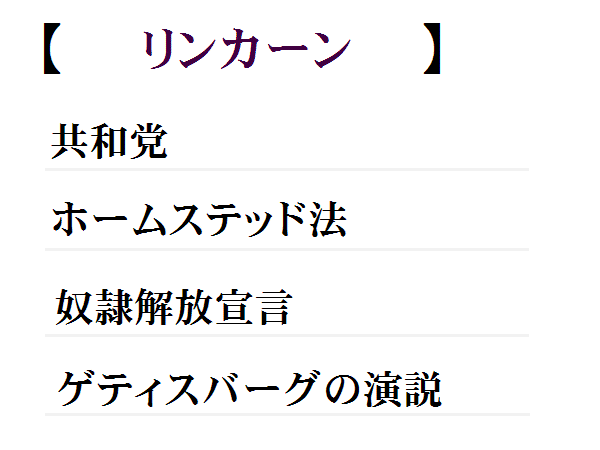 【 リンカーン 】
共和党
ホームステッド法
奴隷解放宣言
ゲティスバーグの演説